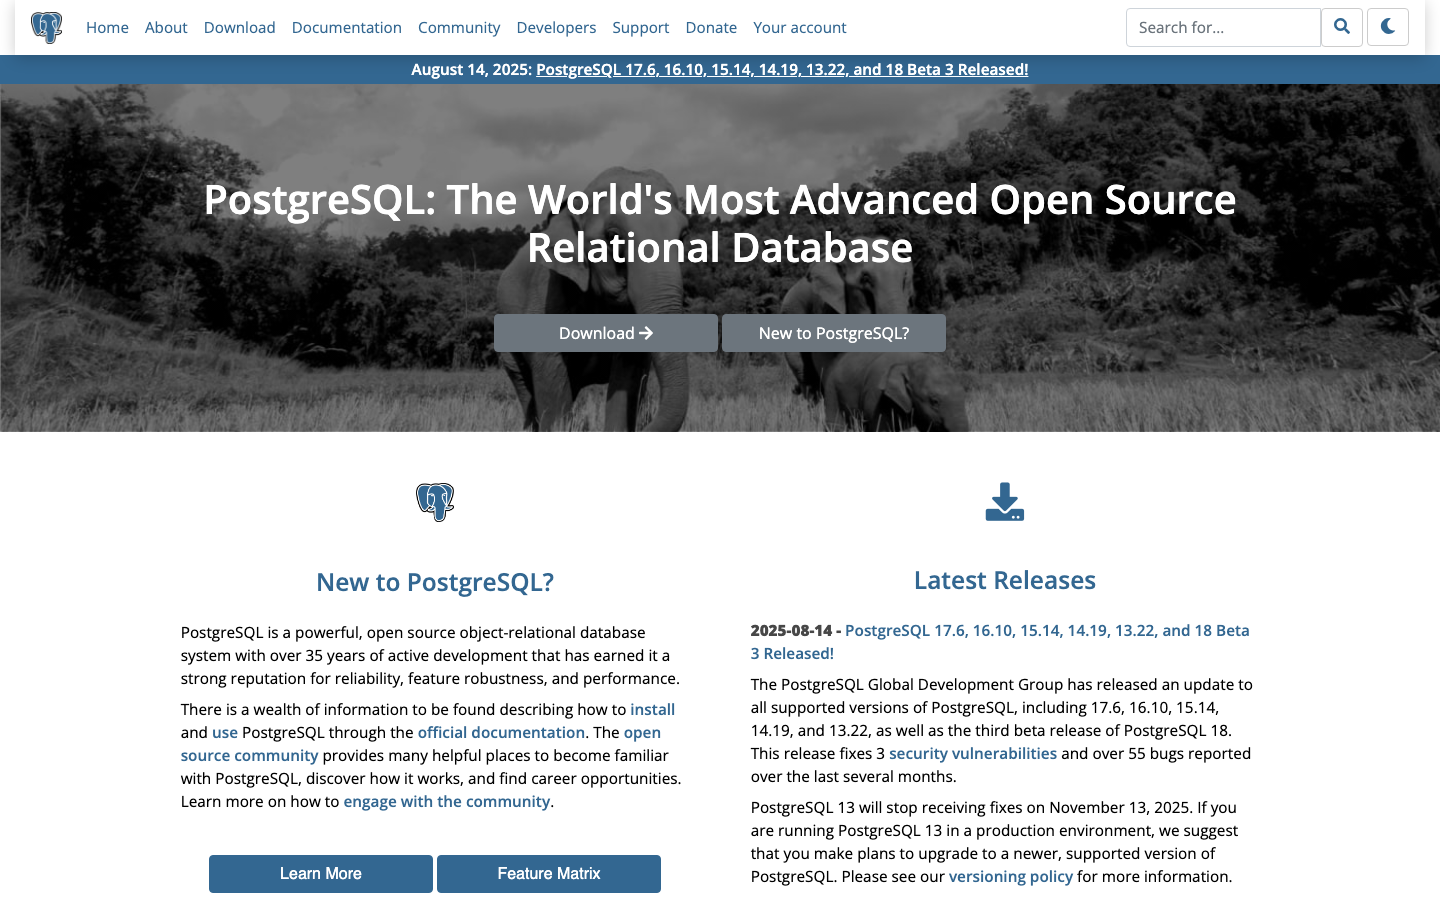 Home About Download Documentation Community Developers Support Donate Your account Search for...
August 14, 2025: PostgreSQL 17.6, 16.10, 15.14, 14.19, 13.22, and 18 Beta 3 Released!
PostgreSQL: The World's Most Advanced Open Source
Relational Database
Download New to PostgreSQL?
New to PostgreSQL?
PostgreSQL is a powerful, open source object-relational database
system with over 35 years of active development that has earned it a
strong reputation for reliability, feature robustness, and performance.
There is a wealth of information to be found describing how to install
and use PostgreSQL through the official documentation. The open
source community provides many helpful places to become familiar
with PostgreSQL, discover how it works, and find career opportunities.
Learn more on how to engage with the community.
Learn More Feature Matrix
Latest Releases
2025-08-14 - PostgreSQL 17.6, 16.10, 15.14, 14.19, 13.22, and 18 Beta
3 Released!
The PostgreSQL Global Development Group has released an update to
all supported versions of PostgreSQL, including 17.6, 16.10, 15.14,
14.19, and 13.22, as well as the third beta release of PostgreSQL 18.
This release fixes 3 security vulnerabilities and over 55 bugs reported
over the last several months.
PostgreSQL 13 will stop receiving fixes on November 13, 2025. If you
are running PostgreSQL 13 in a production environment, we suggest
that you make plans to upgrade to a newer, supported version of
PostgreSQL. Please see our versioning policy for more information.